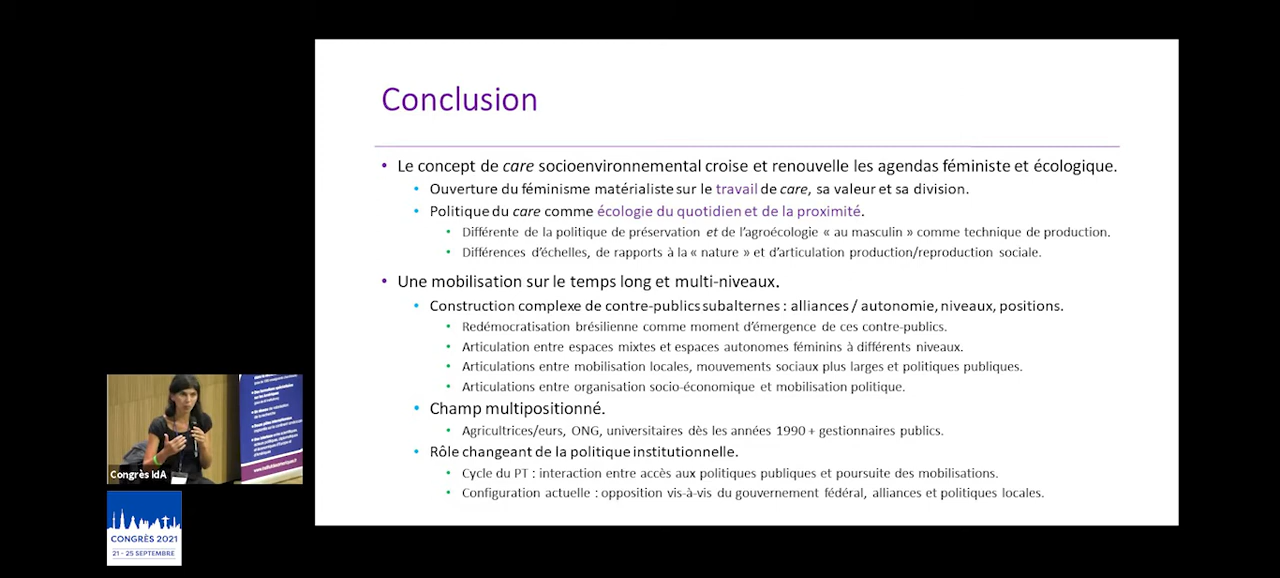 Conclusion
• Le concept de care socioenvironnemental croise et renouvelle les agendas féministe et écologique.
• Ouverture du féminisme matérialiste sur le travail de care, sa valeur et sa division.
• Politique du care comme écologie du quotidien et de la proximité.
• Différente de la politique de préservation et de l'agroécologie « au masculin » comme technique de production.
• Différences d'échelles, de rapports à la « nature » et d'articulation production/reproduction sociale.
• Une mobilisation sur le temps long et multi-niveaux.
• Construction complexe de contre-publics subalternes : alliances / autonomie, niveaux, positions.
• Redémocratisation brésilienne comme moment d'émergence de ces contre-publics.
• Articulation entre espaces mixtes et espaces autonomes féminins à différents niveaux.
• Articulations entre mobilisation locales, mouvements sociaux plus larges et politiques publiques.
• Articulations entre organisation socio-économique et mobilisation politique.
• Champ multipositionné.
• Agricultrices/eurs, ONG, universitaires dès les années 1990 + gestionnaires publics.
• Rôle changeant de la politique institutionnelle.
• Cycle du PT : interaction entre accès aux politiques publiques et poursuite des mobilisations.
• Configuration actuelle : opposition vis-à-vis du gouvernement fédéral, alliances et politiques locales.
Congrès IdA
CONGRÈS 2021
21 - 25 SEPTEMBRE